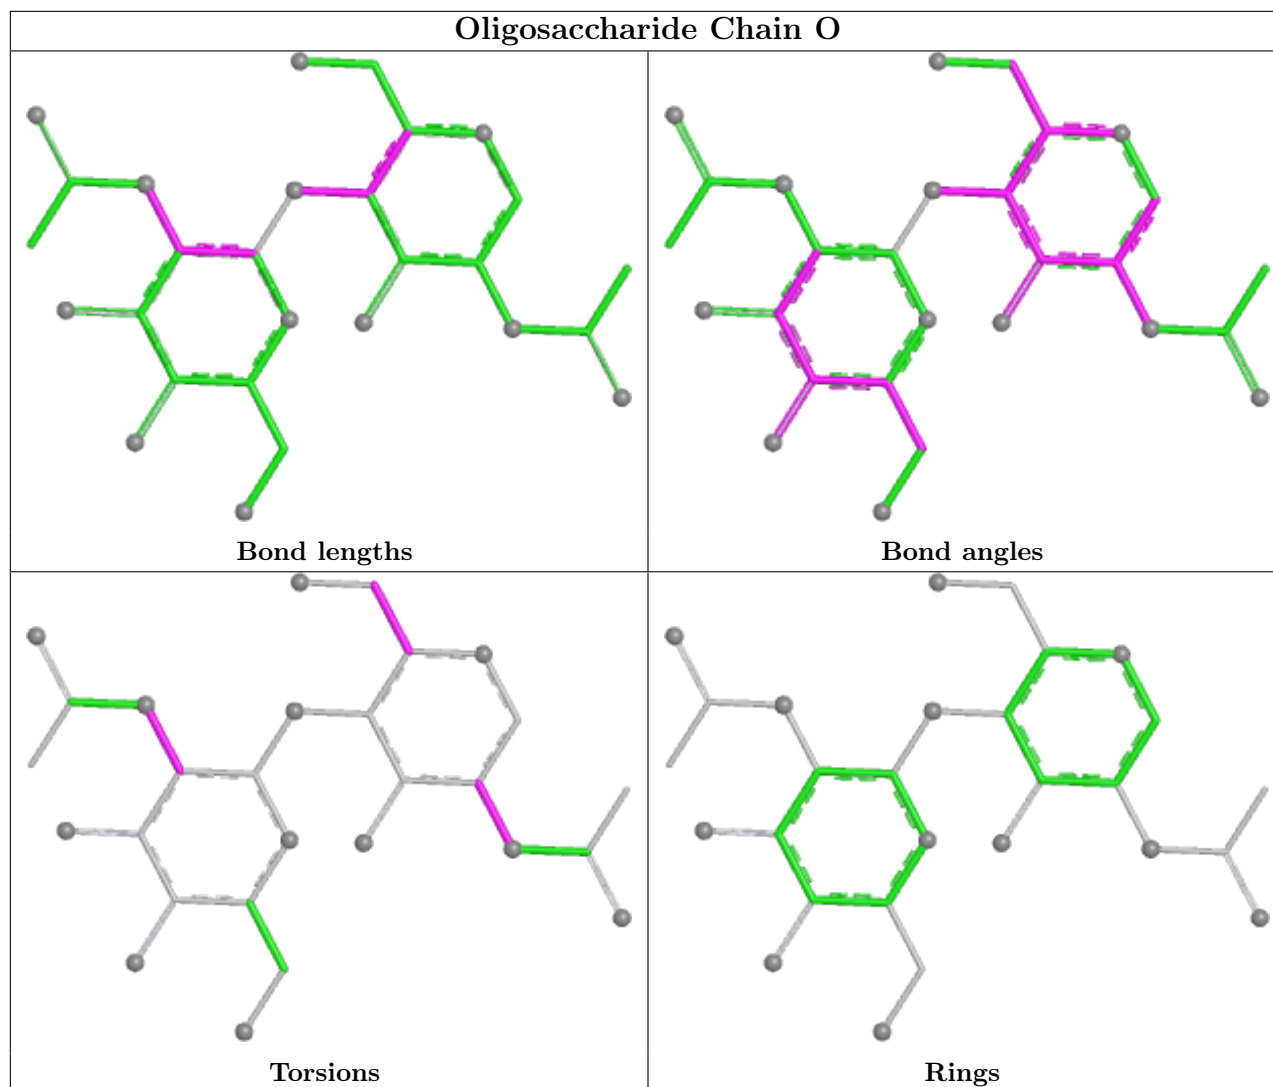 Oligosaccharide Chain O
Bond lengths
Bond angles
Torsions
Rings